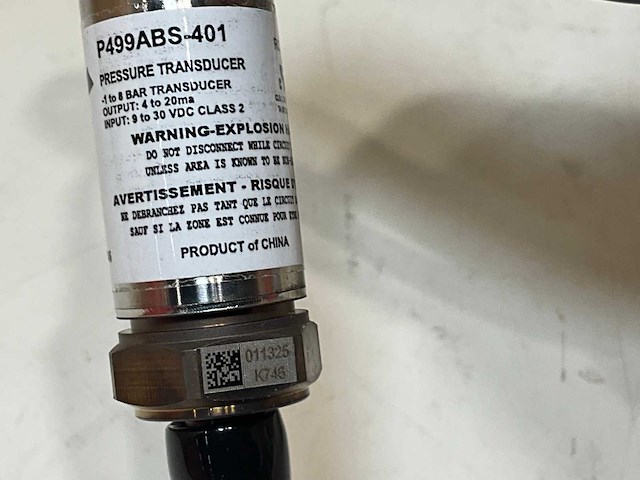 P499ABS-401
PRESSURE TRANSDUCER
-1 to 8 BAR TRANSDUCER
OUTPUT: 4 to 20ma
INPUT: 9 to 30 VDC CLASS 2
WARNING-EXPLOSION
DO NOT DISCONNECT WHILE
UNLESS AREA IS KNOWN TO BE
AVERTISSEMENT - RISQUE
NE DEBRANCHEZ PAS TANT QUE LE CIRCUIT
SAUF SI LA ZONE EST CONNUE POUR
PRODUCT of CHINA
011325
K746